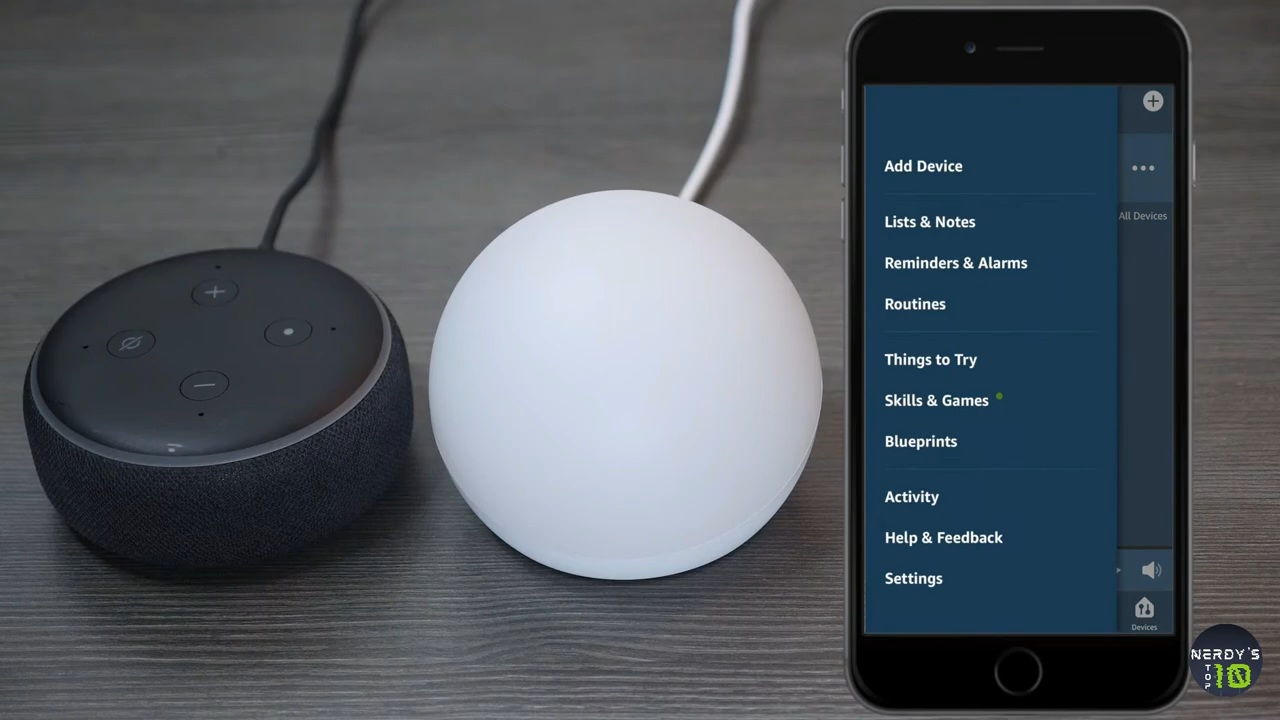 Add Device
Lists & Notes
Reminders & Alarms
Routines
Things to Try
Skills & Games
Blueprints
Activity
Help & Feedback
Settings
All Devices
Devices
NERDY'S
TOP
10